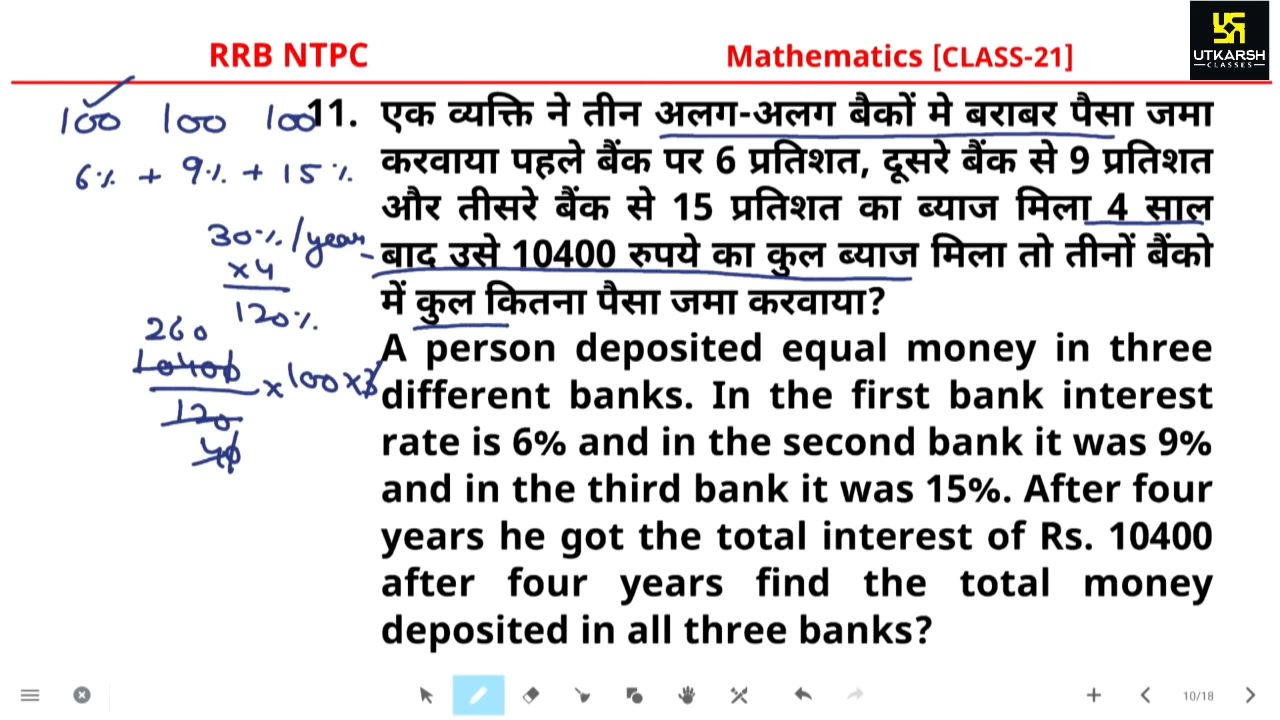 RRB NTPC
Mathematics [CLASS-21]
UTKARSH
CLASSES
100 100 100
6% + 9% + 15%
30%/year
×4
120%
260
10400
120
40
×100×3
11. एक व्यक्ति ने तीन अलग-अलग बैकों मे बराबर पैसा जमा
करवाया पहले बैंक पर 6 प्रतिशत, दूसरे बैंक से 9 प्रतिशत
और तीसरे बैंक से 15 प्रतिशत का ब्याज मिला 4 साल
बाद उसे 10400 रुपये का कुल ब्याज मिला तो तीनों बैंको
में कुल कितना पैसा जमा करवाया?
A person deposited equal money in three
different banks. In the first bank interest
rate is 6% and in the second bank it was 9%
and in the third bank it was 15%. After four
years he got the total interest of Rs. 10400
after four years find the total money
deposited in all three banks?
10/18